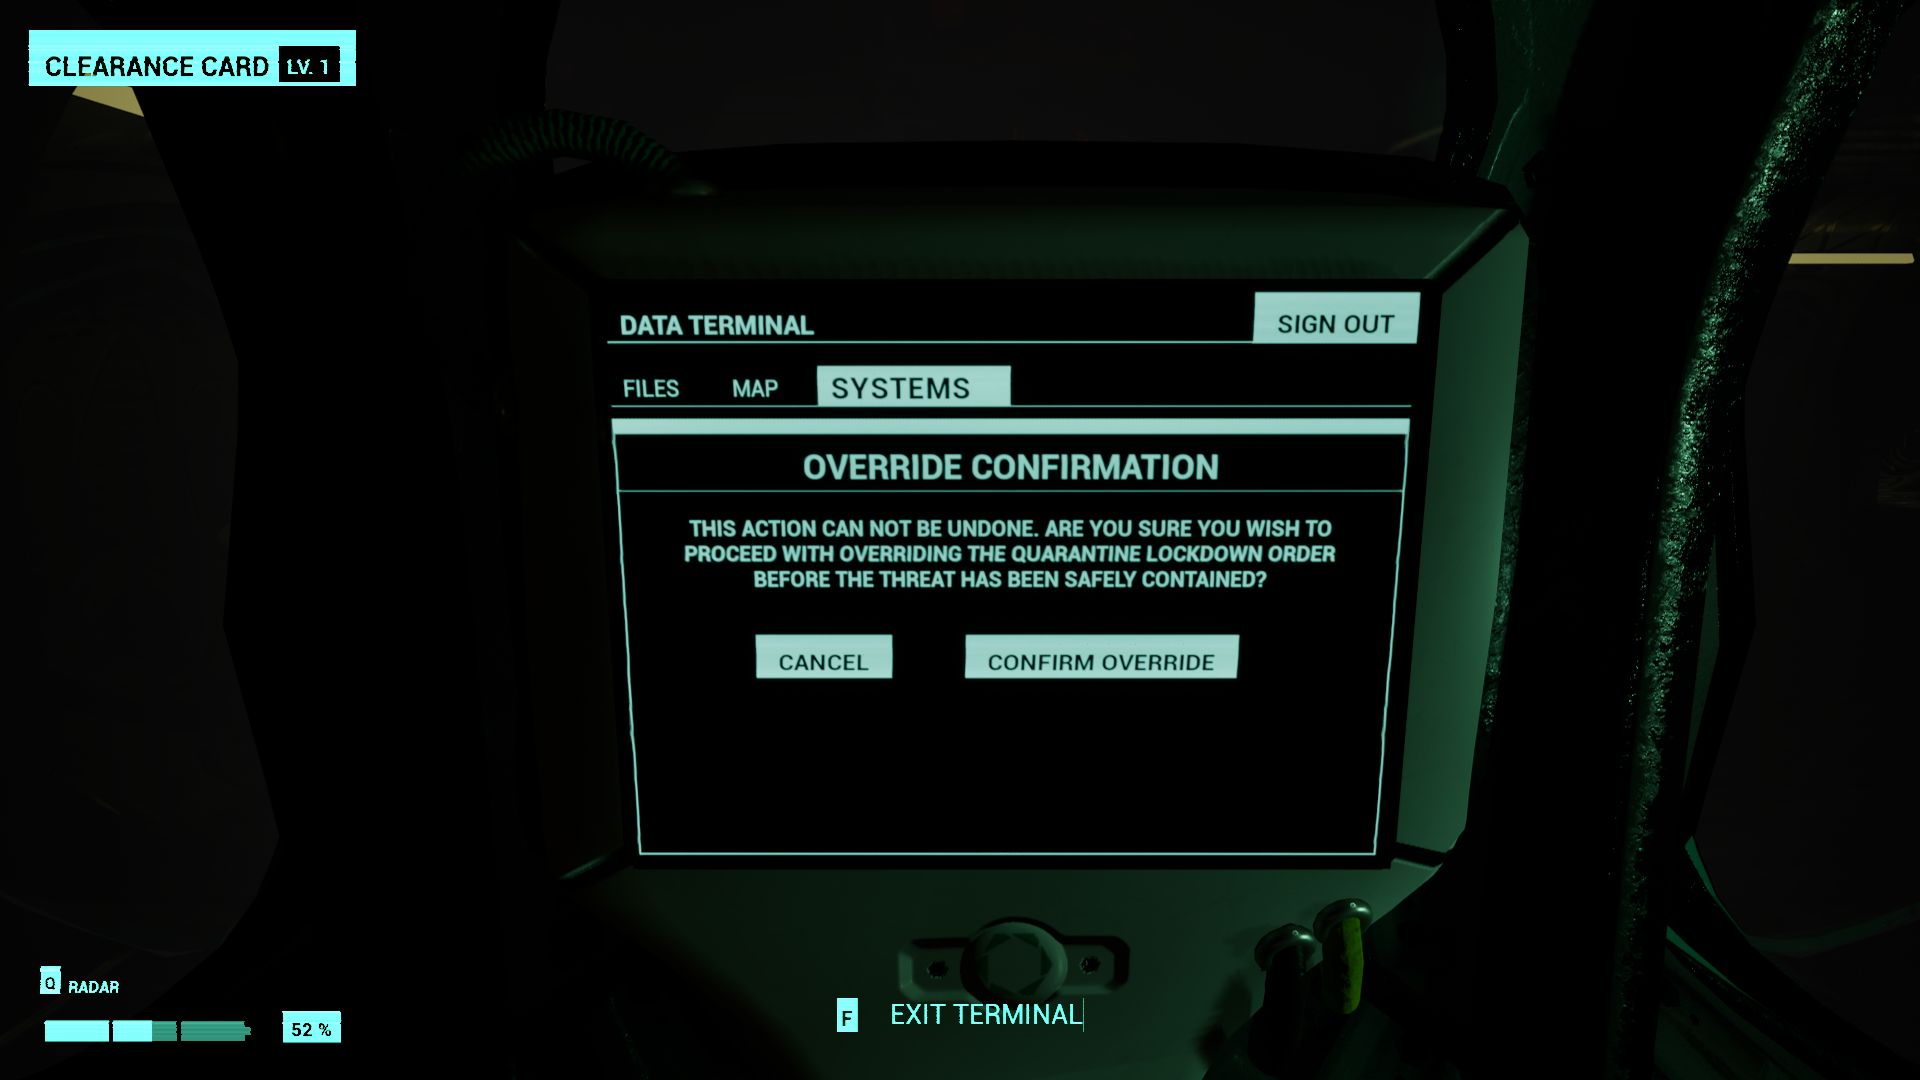 CLEARANCE CARD LV. 1
DATA TERMINAL
SIGN OUT
FILES MAP SYSTEMS
OVERRIDE CONFIRMATION
THIS ACTION CAN NOT BE UNDONE. ARE YOU SURE YOU WISH TO
PROCEED WITH OVERRIDING THE QUARANTINE LOCKDOWN ORDER
BEFORE THE THREAT HAS BEEN SAFELY CONTAINED?
CANCEL CONFIRM OVERRIDE
Q RADAR
52 %
F EXIT TERMINAL